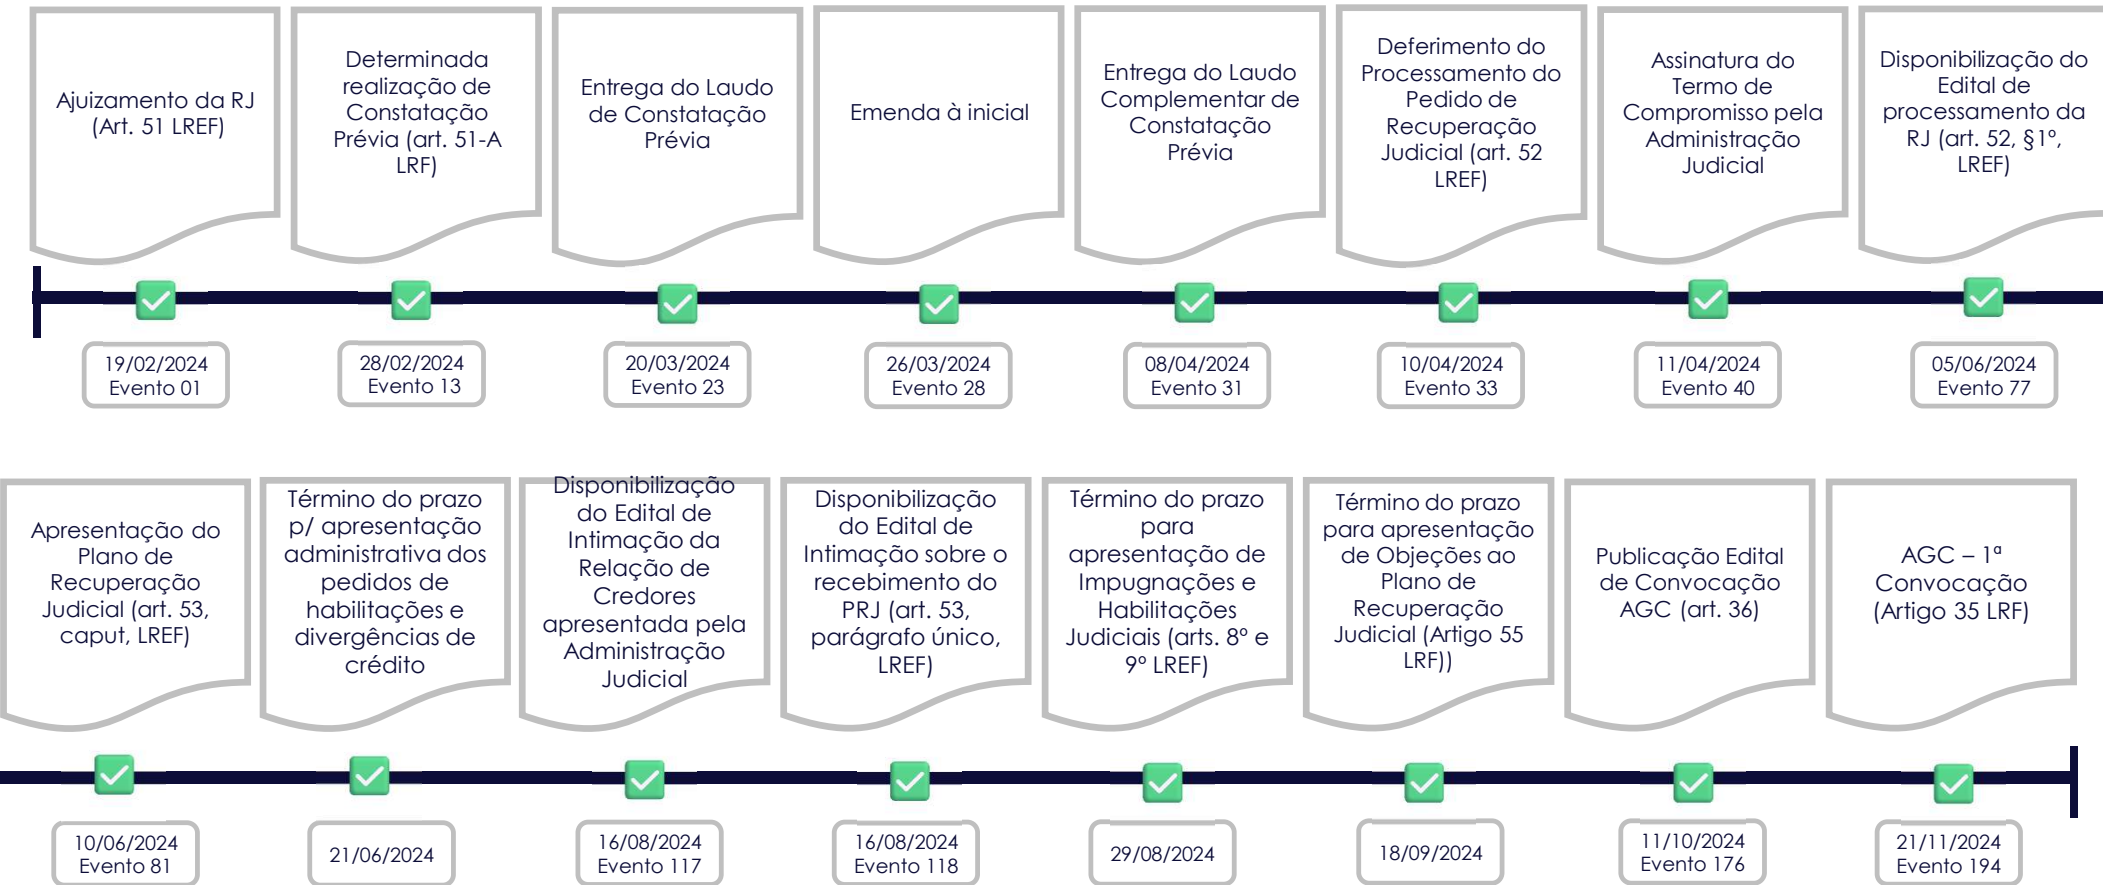 Ajuizamento da RJ
(Art. 51 LREF)
Determinada
realização de
Constatação
Prévia (art. 51-A
LRF)
Entrega do Laudo
de Constatação
Prévia
Emenda à inicial
Entrega do Laudo
Complementar de
Constatação
Prévia
Deferimento do
Processamento do
Pedido de
Recuperação
Judicial (art. 52
LREF)
Assinatura do
Termo de
Compromisso pela
Administração
Judicial
Disponibilização do
Edital de
processamento da
RJ (art. 52, §1º,
LREF)
19/02/2024
Evento 01
28/02/2024
Evento 13
20/03/2024
Evento 23
26/03/2024
Evento 28
08/04/2024
Evento 31
10/04/2024
Evento 33
11/04/2024
Evento 40
05/06/2024
Evento 77
Apresentação do
Plano de
Recuperação
Judicial (art. 53,
caput, LREF)
Término do prazo
p/ apresentação
administrativa dos
pedidos de
habilitações e
divergências de
crédito
Disponibilização
do Edital de
Intimação da
Relação de
Credores
apresentada pela
Administração
Judicial
Disponibilização
do Edital de
Intimação sobre o
recebimento do
PRJ (art. 53,
parágrafo único,
LREF)
Término do prazo
para
apresentação de
Impugnações e
Habilitações
Judiciais (arts. 8º e
9º LREF)
Término do prazo
para apresentação
de Objeções ao
Plano de
Recuperação
Judicial (Artigo 55
LRF))
Publicação Edital
de Convocação
AGC (art. 36)
AGC – 1ª
Convocação
(Artigo 35 LRF)
10/06/2024
Evento 81
21/06/2024
16/08/2024
Evento 117
16/08/2024
Evento 118
29/08/2024
18/09/2024
11/10/2024
Evento 176
21/11/2024
Evento 194